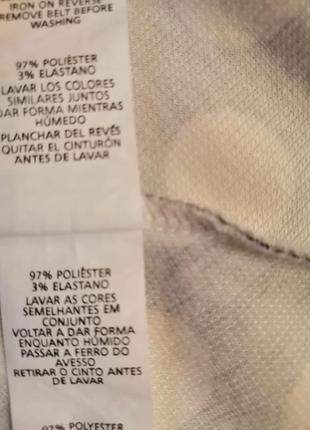 IRON ON REVERSE
REMOVE BELT BEFORE
WASHING
97% POLIÉSTER
3% ELASTANO
LAVAR LOS COLORES
SIMILARES JUNTOS
DAR FORMA MIENTRAS
HÚMEDO
PLANCHAR DEL REVÉS
QUITAR EL CINTURÓN
ANTES DE LAVAR
97% POLIÉSTER
3% ELASTANO
LAVAR AS CORES
SEMELHANTES EM
CONJUNTO
VOLTAR A DAR FORMA
ENQUANTO HÚMIDO
PASSAR A FERRO DO
AVESSO
RETIRAR O CINTO ANTES
DE LAVAR
97% POLYESTER